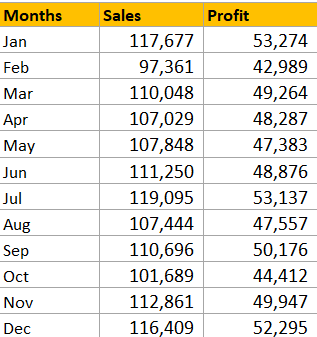 Months Sales Profit
Jan 117,677 53,274
Feb 97,361 42,989
Mar 110,048 49,264
Apr 107,029 48,287
May 107,848 47,383
Jun 111,250 48,876
Jul 119,095 53,137
Aug 107,444 47,557
Sep 110,696 50,176
Oct 101,689 44,412
Nov 112,861 49,947
Dec 116,409 52,295